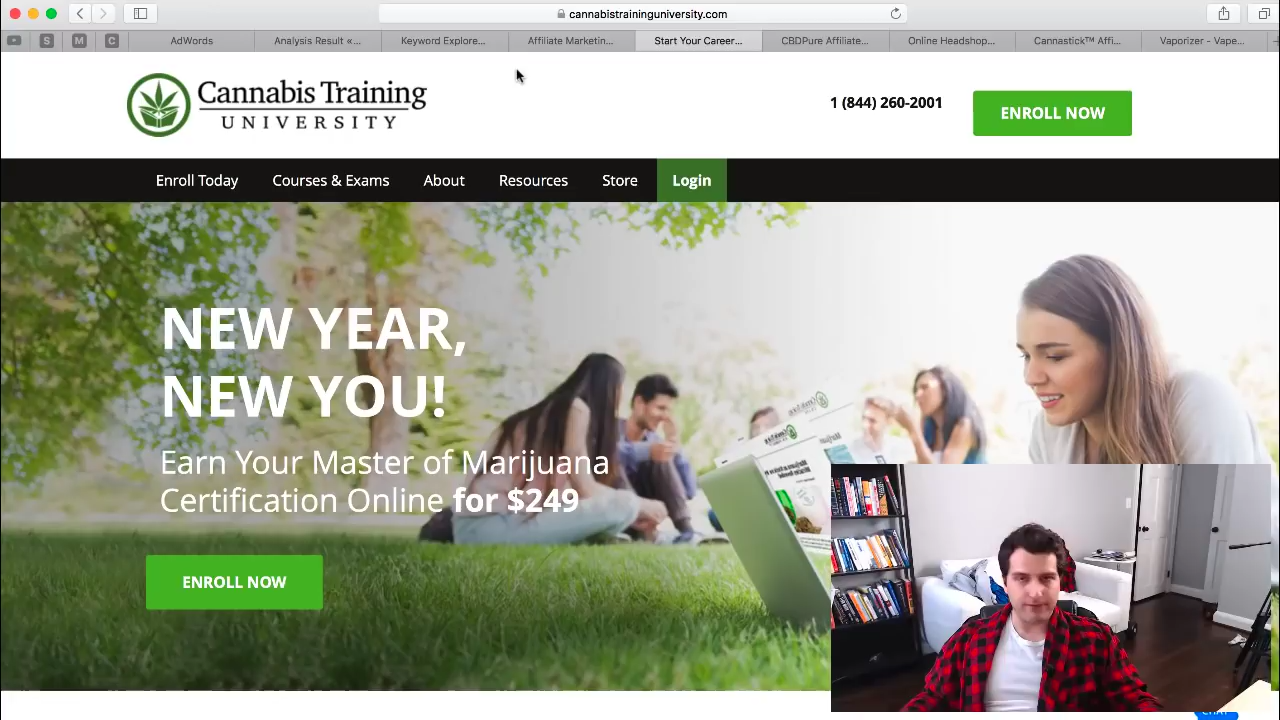 cannabistraininguniversity.com
S
M
C
AdWords
Analysis Result «...
Keyword Explore...
Affiliate Marketin...
Start Your Career...
CBDPure Affiliate...
Online Headshop...
Cannastick™ Affi...
Vaporizer - Vape...
Cannabis Training
UNIVERSITY
1 (844) 260-2001
ENROLL NOW
Enroll Today
Courses & Exams
About
Resources
Store
Login
NEW YEAR,
NEW YOU!
Earn Your Master of Marijuana
Certification Online for $249
ENROLL NOW